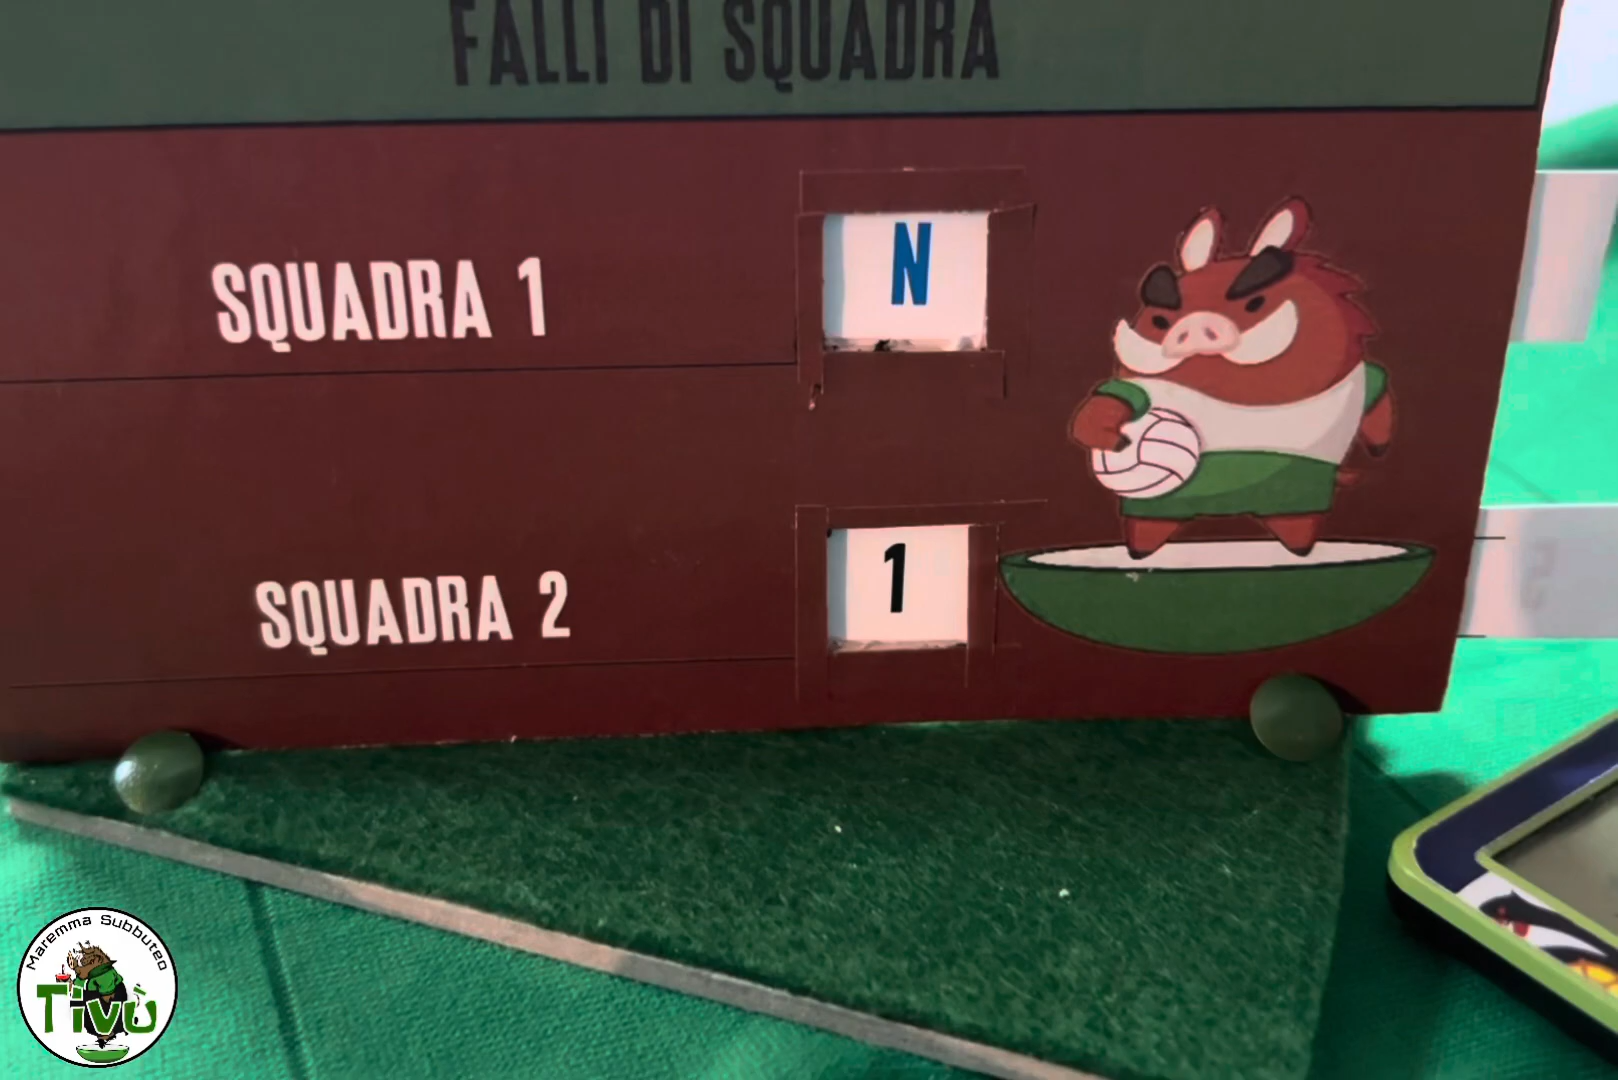 FALLI DI SQUADRA
SQUADRA 1
N
SQUADRA 2
1
Maremma Subbuteo
Tivù